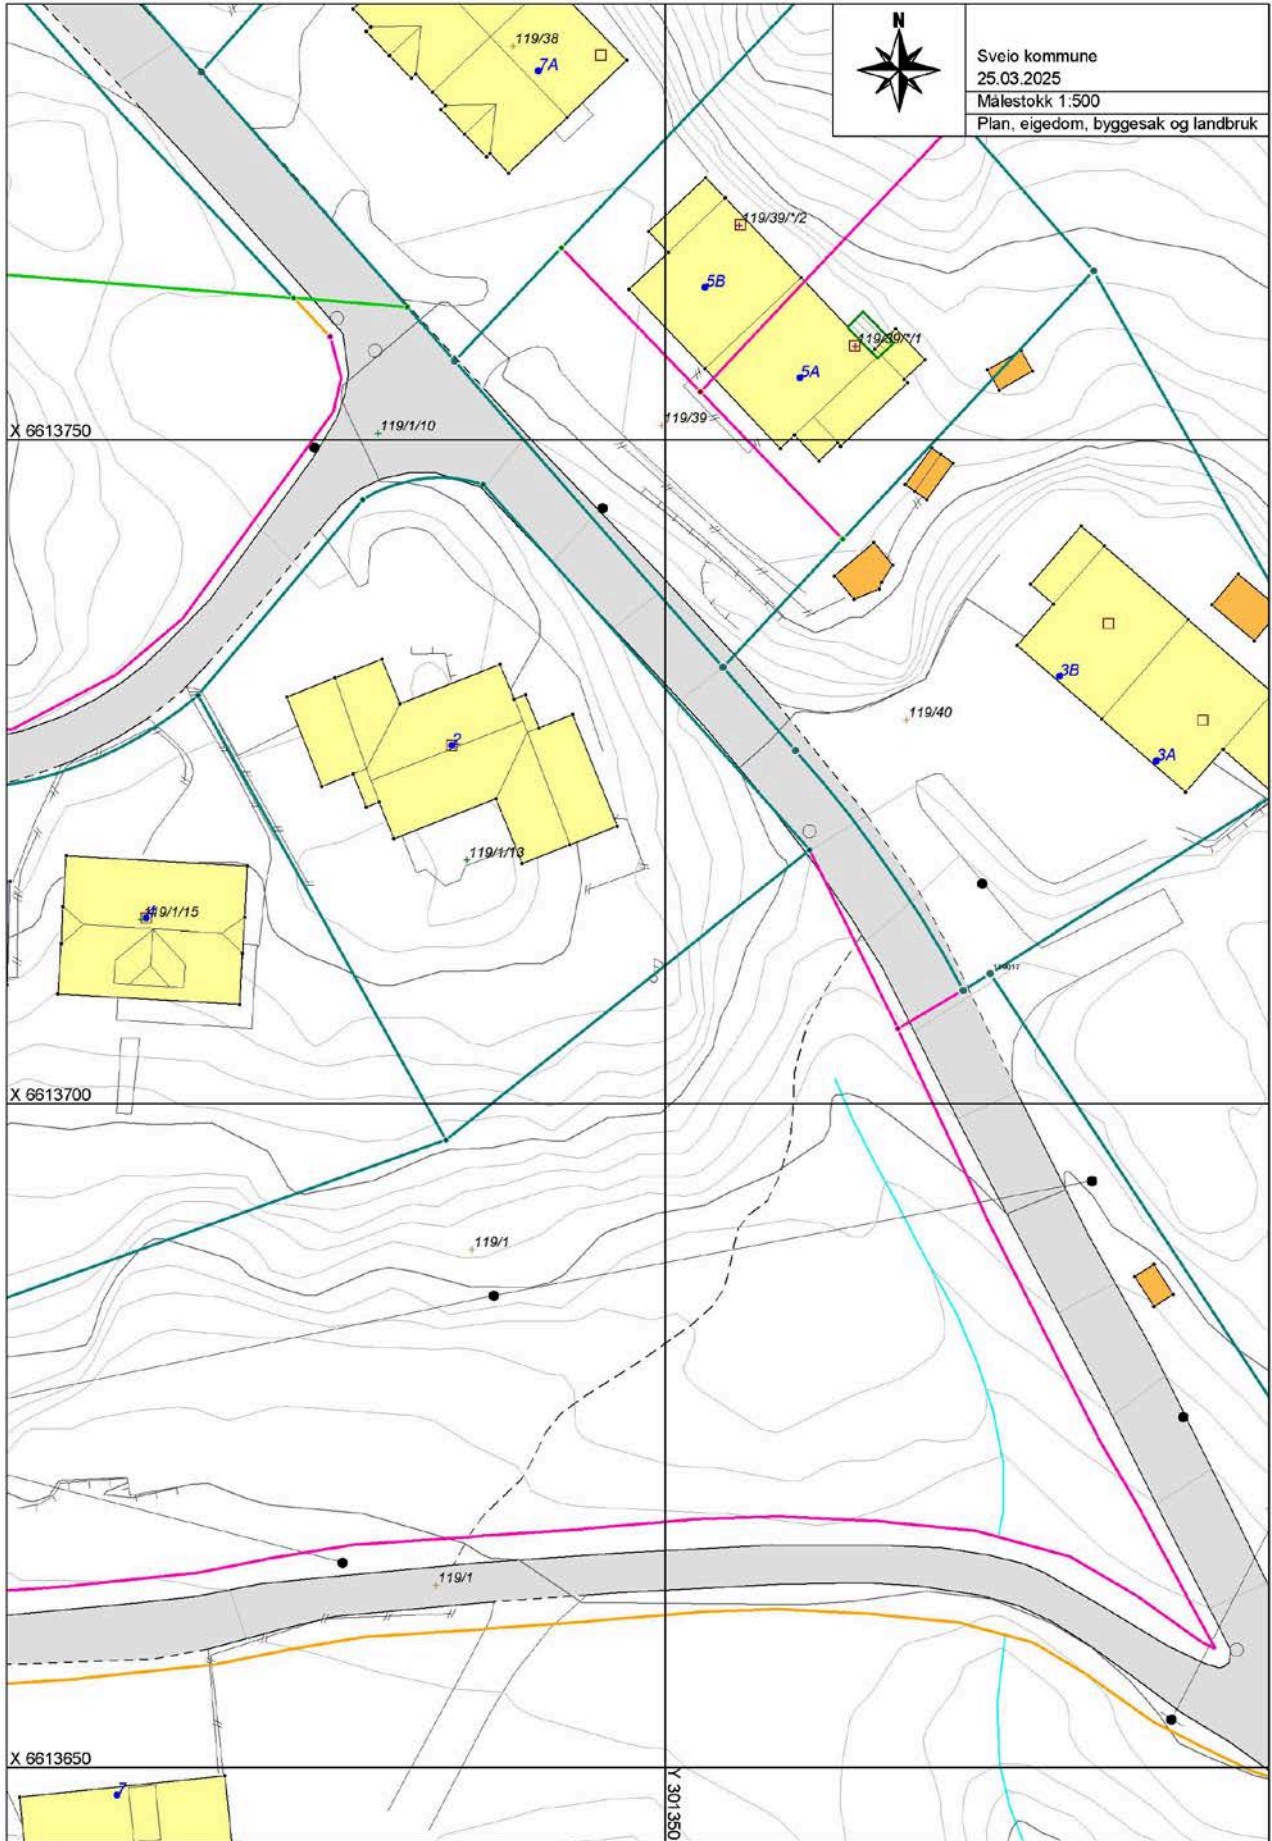 N
Sveio kommune
25.03.2025
Målestokk 1:500
Plan, eigedom, byggesak og landbruk
119/38
7A
119/39/*/2
5B
119/39/*/1
5A
119/39
119/1/10
X 6613750
3B
119/40
2
3A
119/1/13
119/1/15
X 6613700
119/1
119/1
X 6613650
Y 301350
7